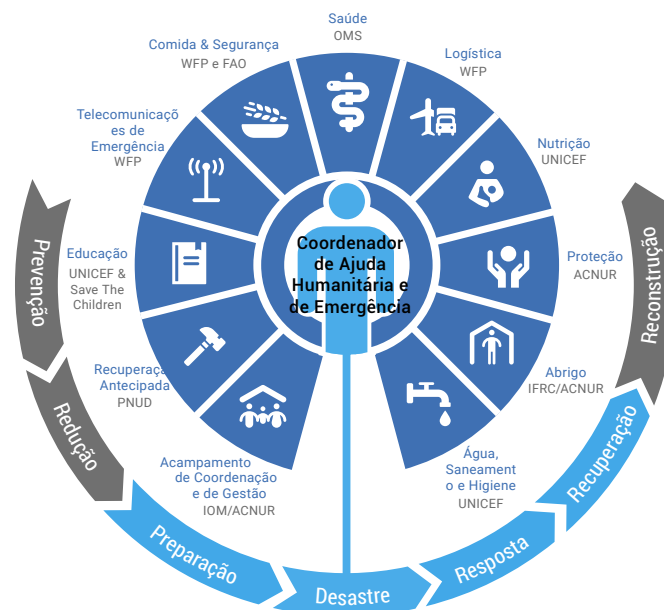 Saúde
OMS
Comida & Segurança
WFP e FAO
Logística
WFP
Telecomunicaçõ
es de
Emergência
WFP
Nutrição
UNICEF
Educação
UNICEF &
Save The
Children
Coordenador
de Ajuda
Humanitária e
de Emergência
Proteção
ACNUR
Recuperaçã
Antecipada
PNUD
Abrigo
IFRC/ACNUR
Acampamento
de Coordenação
e de Gestão
IOM/ACNUR
Água,
Saneament
o e Higiene
UNICEF
Prevenção
Redução
Preparação
Desastre
Resposta
Recuperação
Reconstrução